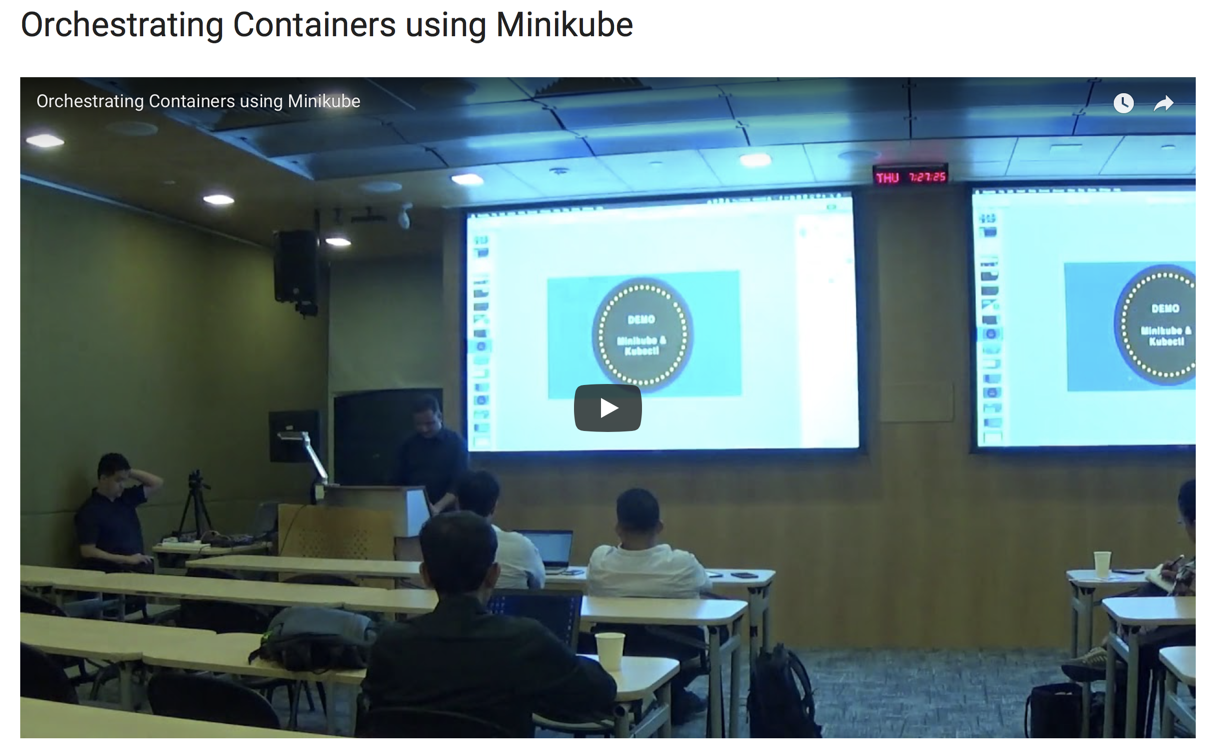 Orchestrating Containers using Minikube
Orchestrating Containers using Minikube
THU 7:27:25
DEMO
Minikube &
Kubectl
DEMO
Minikube &
Kubectl